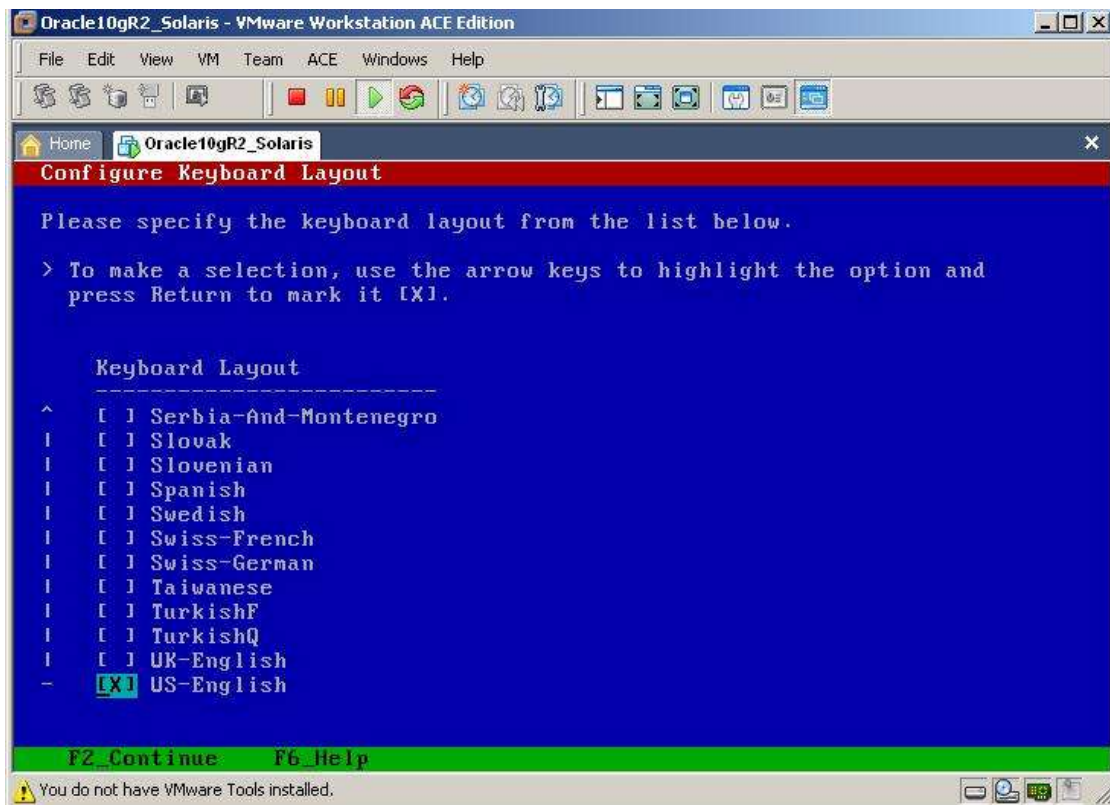 Oracle10gR2_Solaris - VMware Workstation ACE Edition
File Edit View VM Team ACE Windows Help
Home Oracle10gR2_Solaris
Configure Keyboard Layout
Please specify the keyboard layout from the list below.
> To make a selection, use the arrow keys to highlight the option and
press Return to mark it [X].
Keyboard Layout
-------------------------
^ [ ] Serbia-And-Montenegro
| [ ] Slovak
| [ ] Slovenian
| [ ] Spanish
| [ ] Swedish
| [ ] Swiss-French
| [ ] Swiss-German
| [ ] Taiwanese
| [ ] TurkishF
| [ ] TurkishQ
| [ ] UK-English
- [X] US-English
F2_Continue F6_Help
You do not have VMware Tools installed.